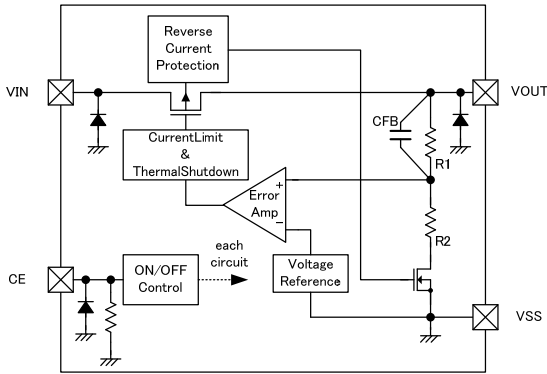 Reverse
Current
Protection
VIN
VOUT
CFB
R1
CurrentLimit
&
ThermalShutdown
+
Error
Amp
−
R2
each
circuit
CE
ON/OFF
Control
Voltage
Reference
VSS